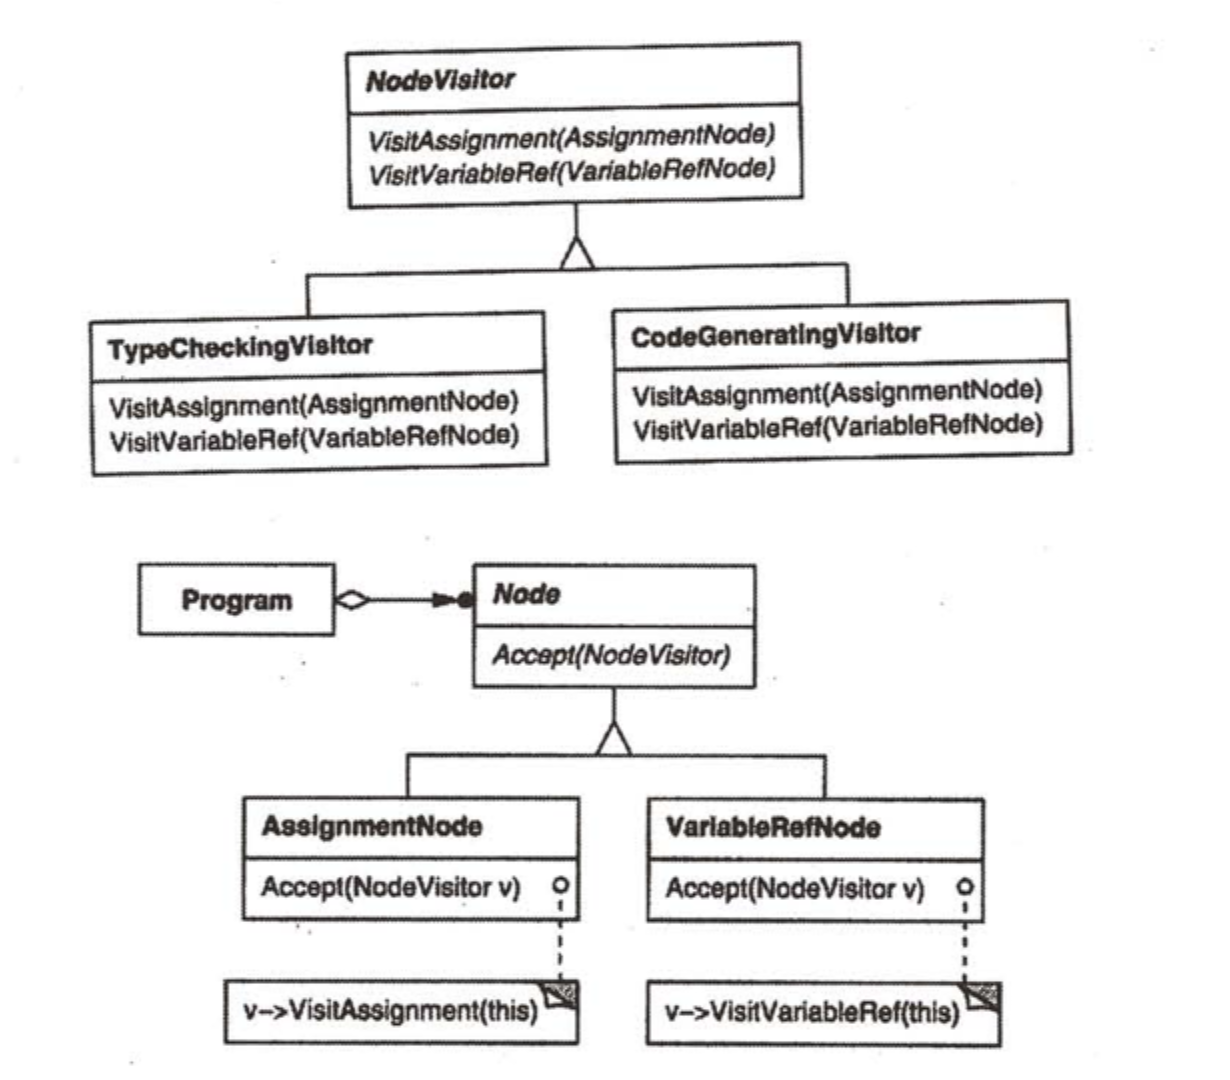 NodeVisitor
VisitAssignment(AssignmentNode)
VisitVariableRef(VariableRefNode)
TypeCheckingVisitor
VisitAssignment(AssignmentNode)
VisitVariableRef(VariableRefNode)
CodeGeneratingVisitor
VisitAssignment(AssignmentNode)
VisitVariableRef(VariableRefNode)
Program
Node
Accept(NodeVisitor)
AssignmentNode
Accept(NodeVisitor v)
v->VisitAssignment(this)
VariableRefNode
Accept(NodeVisitor v)
v->VisitVariableRef(this)